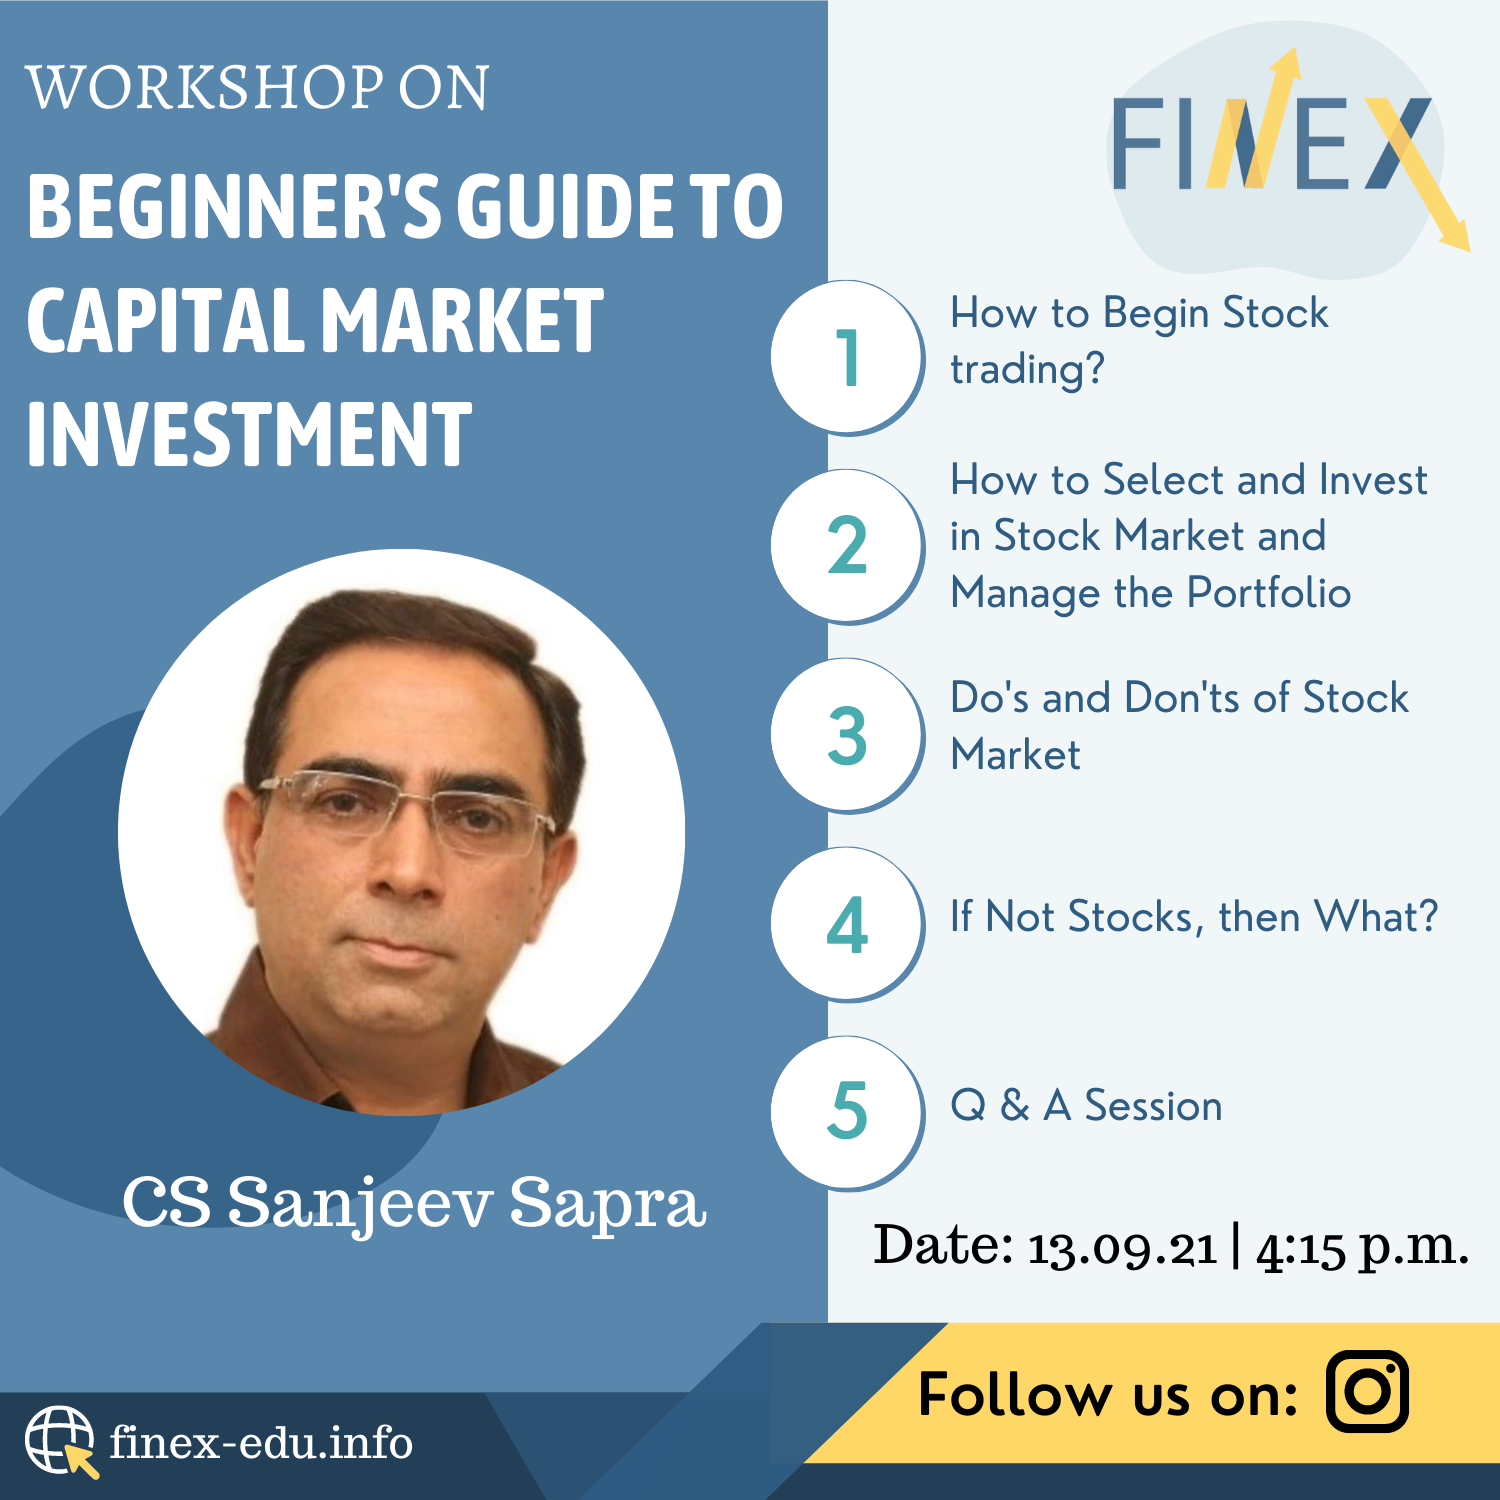 WORKSHOP ON
BEGINNER'S GUIDE TO
CAPITAL MARKET
INVESTMENT
CS Sanjeev Sapra
finex-edu.info
FINEX
1
How to Begin Stock
trading?
2
How to Select and Invest
in Stock Market and
Manage the Portfolio
3
Do's and Don'ts of Stock
Market
4
If Not Stocks, then What?
5
Q & A Session
Date: 13.09.21 | 4:15 p.m.
Follow us on: